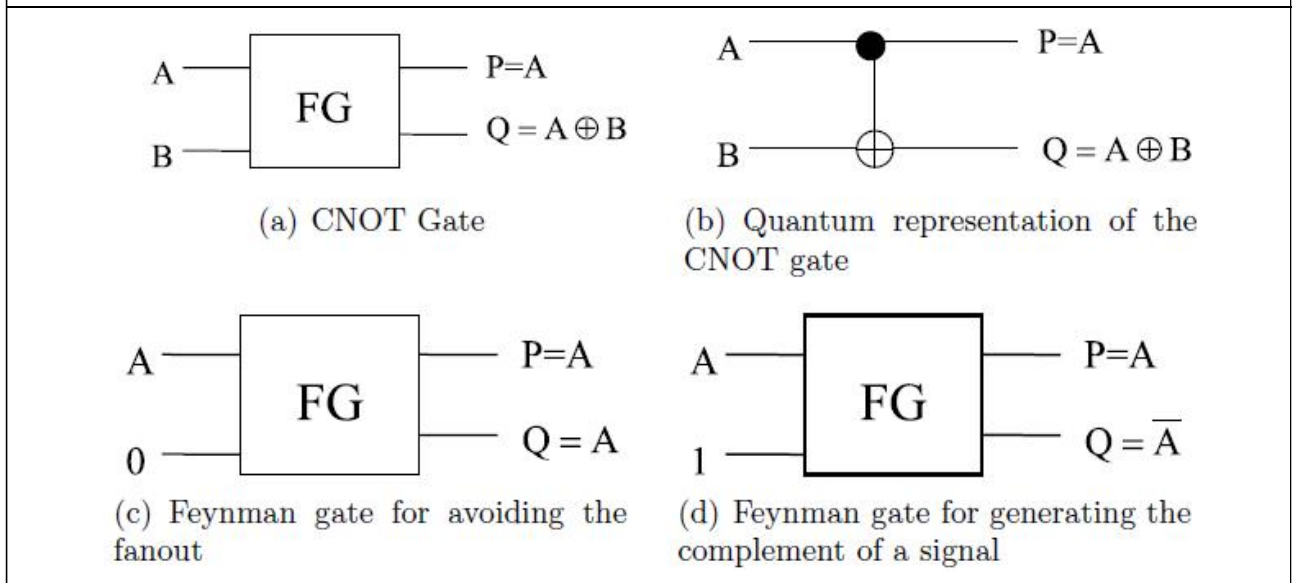 A
FG
P=A
Q = A ⊕ B
B
(a) CNOT Gate
A
P=A
B
Q = A ⊕ B
(b) Quantum representation of the
CNOT gate
A
FG
P=A
0
Q = A
(c) Feynman gate for avoiding the
fanout
A
FG
P=A
1
Q = A̅
(d) Feynman gate for generating the
complement of a signal